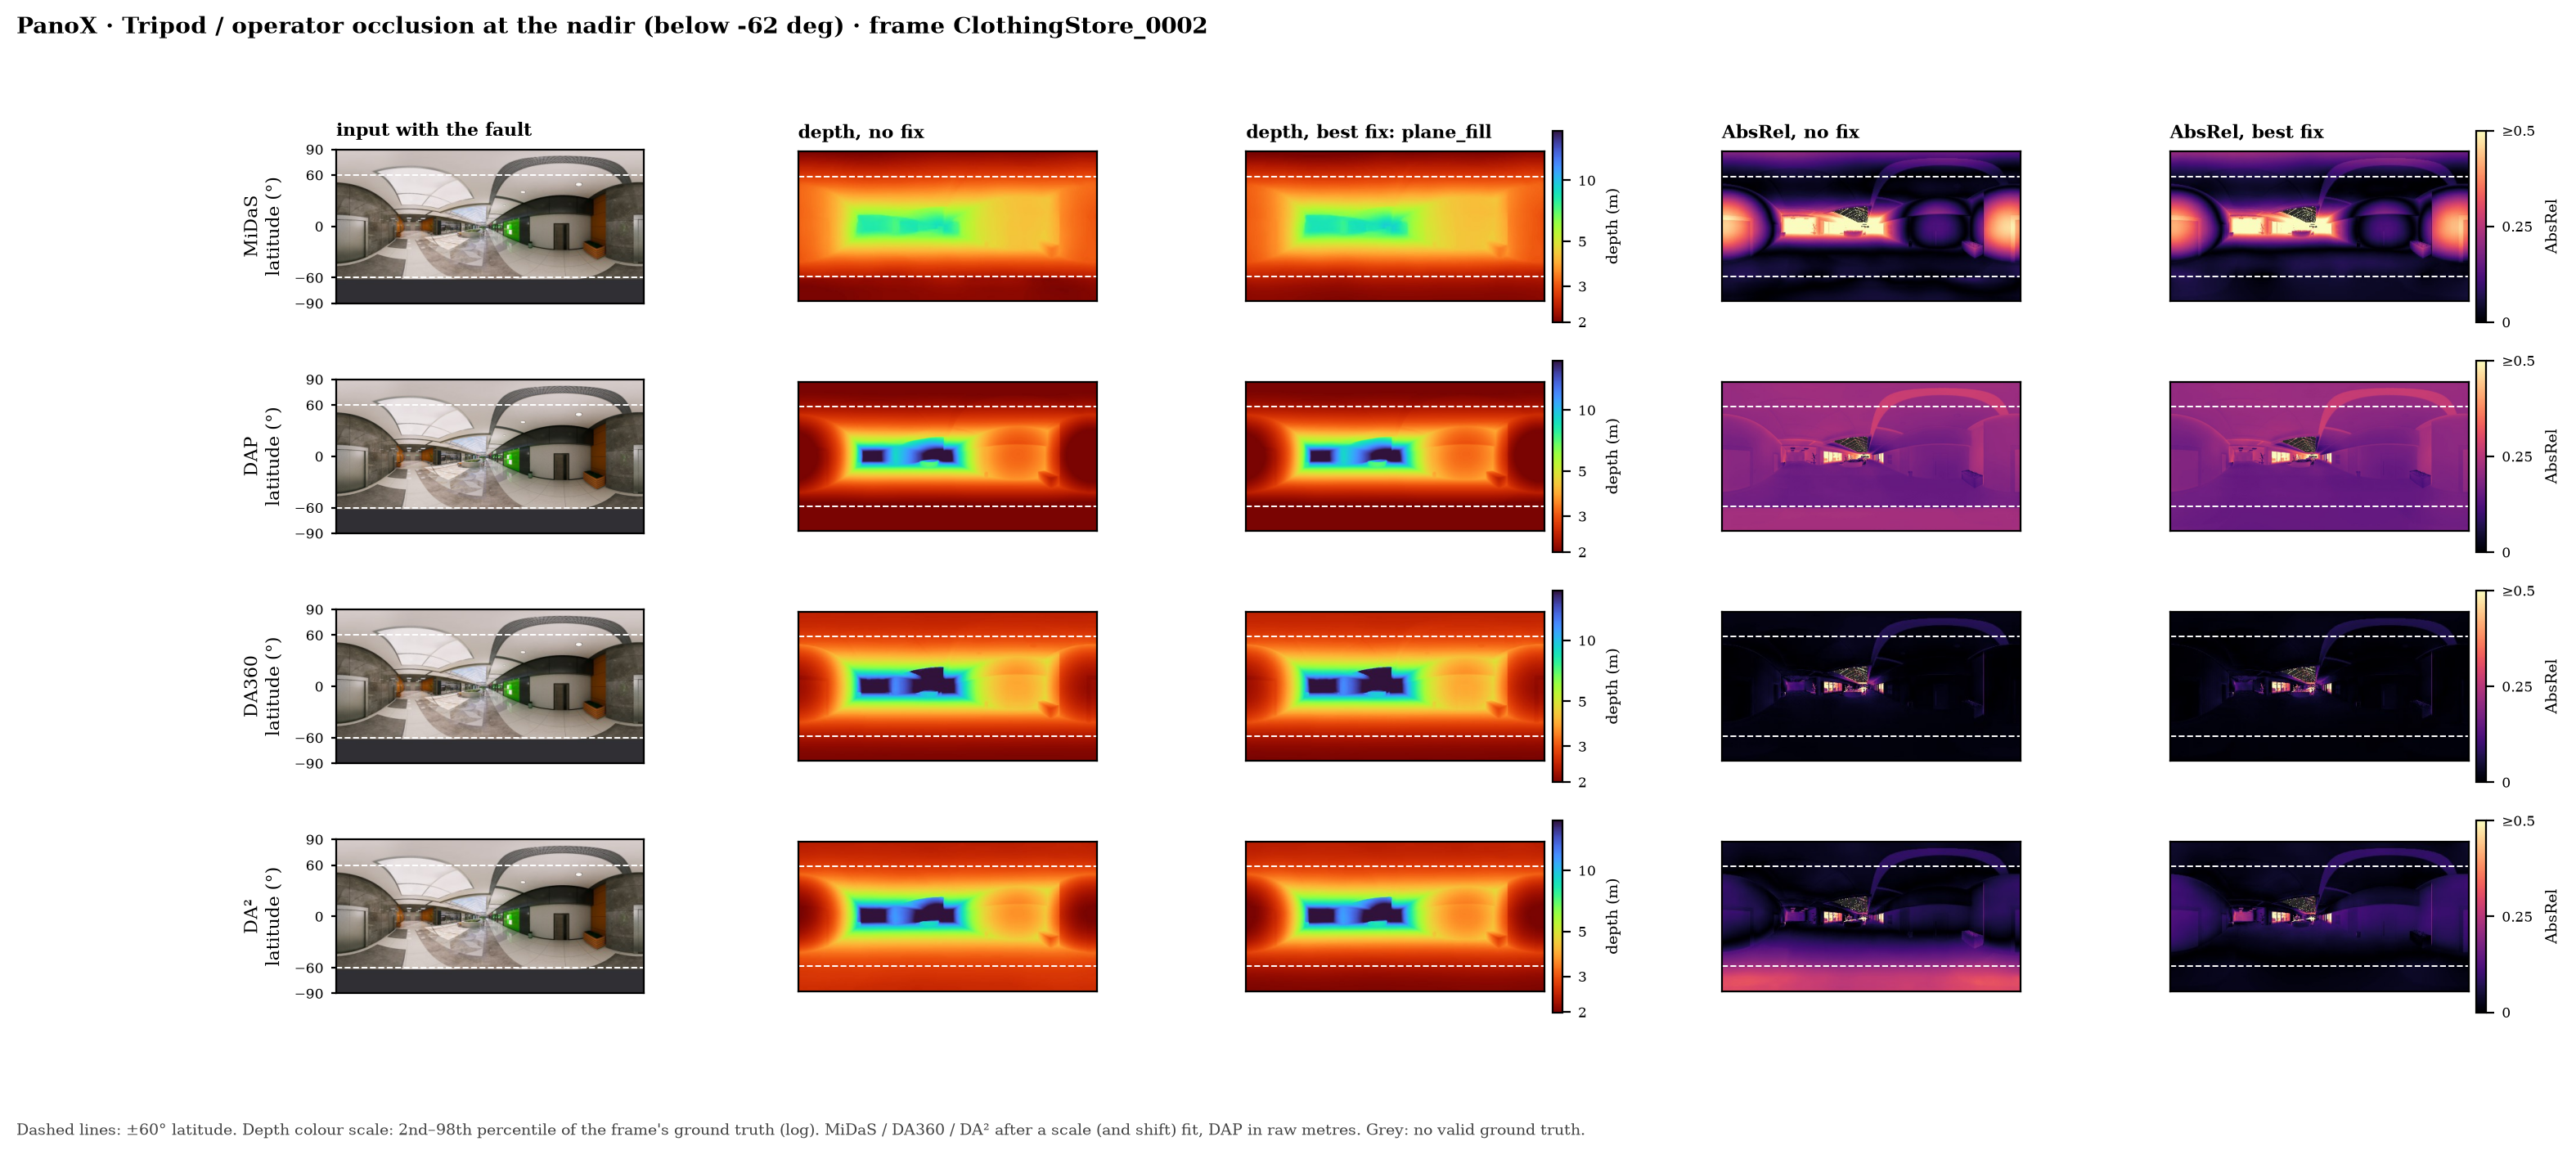 PanoX · Tripod / operator occlusion at the nadir (below -62 deg) · frame ClothingStore_0002
input with the fault
depth, no fix
depth, best fix: plane_fill
AbsRel, no fix
AbsRel, best fix
MiDaS
latitude (°)
90
60
0
−60
−90
10
5
3
2
depth (m)
≥0.5
0.25
0
AbsRel
DAP
latitude (°)
90
60
0
−60
−90
10
5
3
2
depth (m)
≥0.5
0.25
0
AbsRel
DA360
latitude (°)
90
60
0
−60
−90
10
5
3
2
depth (m)
≥0.5
0.25
0
AbsRel
DA²
latitude (°)
90
60
0
−60
−90
10
5
3
2
depth (m)
≥0.5
0.25
0
AbsRel
Dashed lines: ±60° latitude. Depth colour scale: 2nd–98th percentile of the frame's ground truth (log). MiDaS / DA360 / DA² after a scale (and shift) fit, DAP in raw metres. Grey: no valid ground truth.